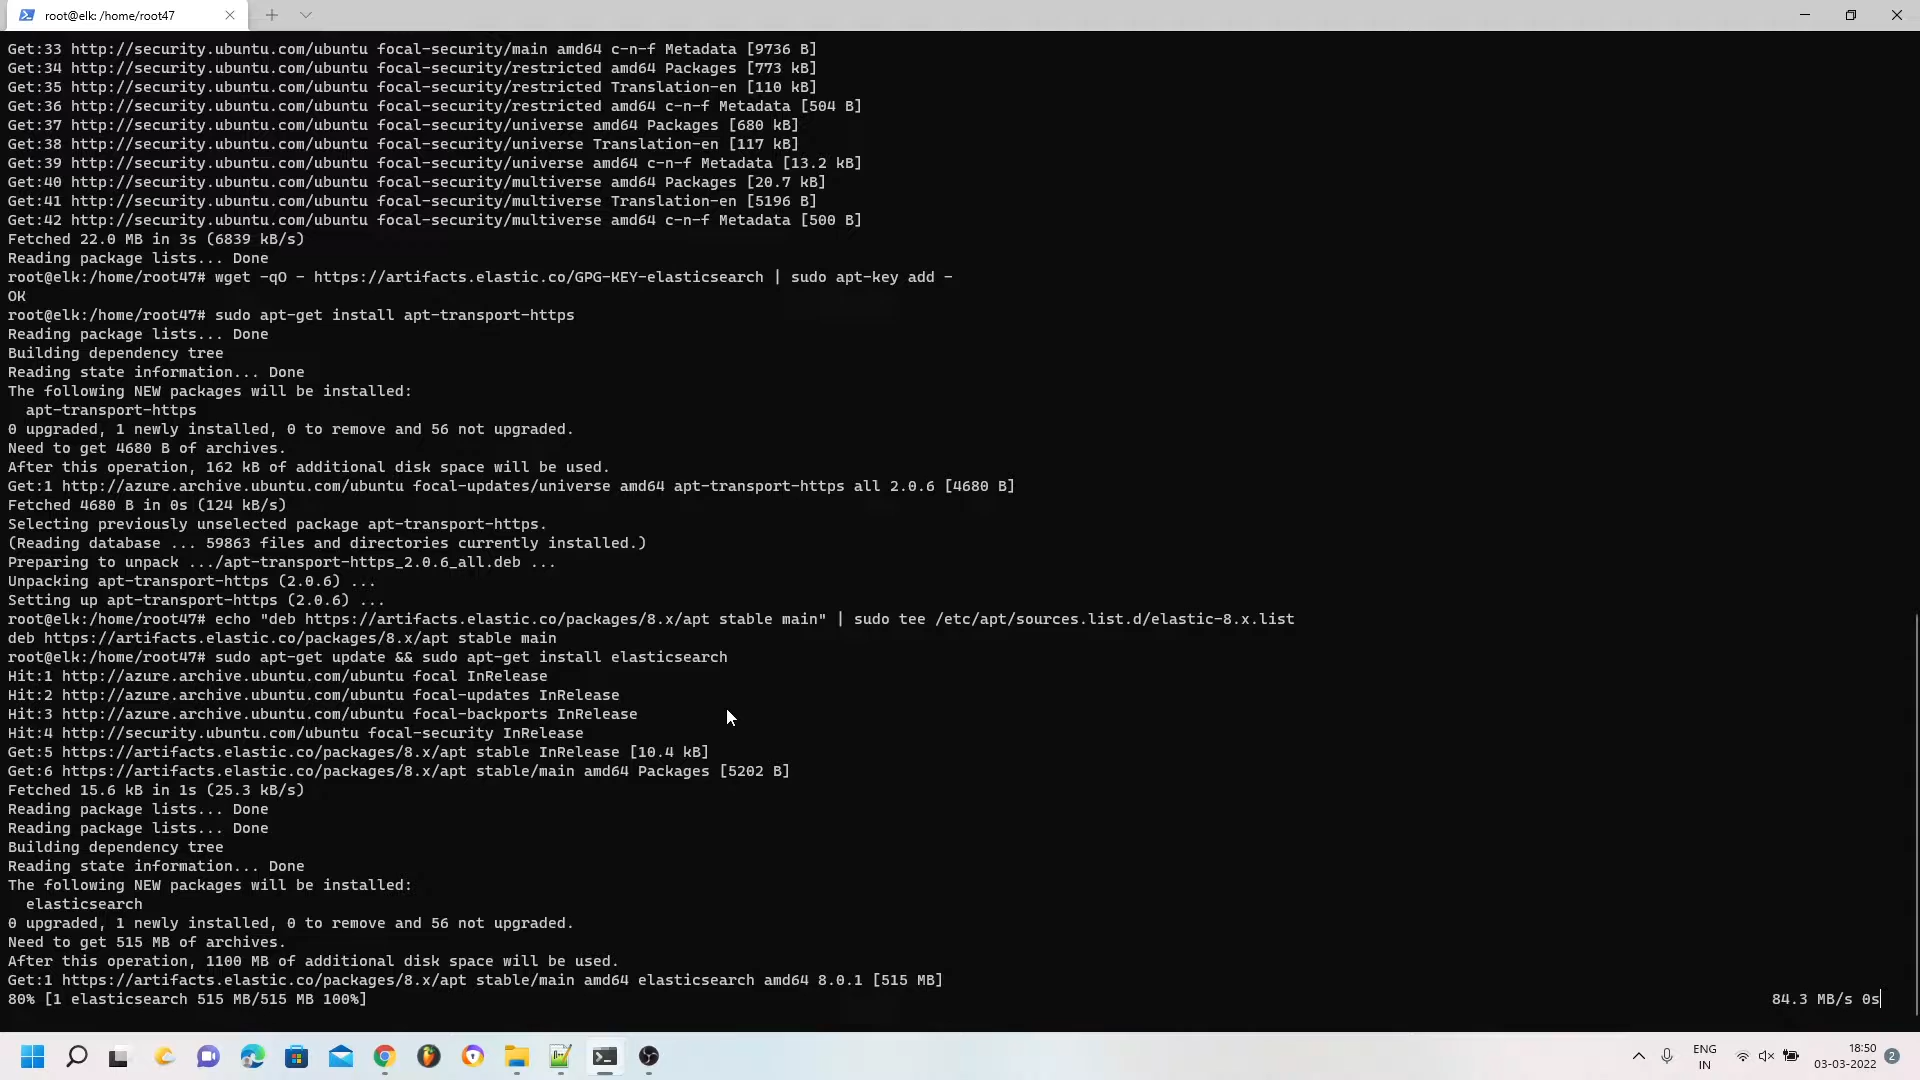 root@elk: /home/root47
Get:33 http://security.ubuntu.com/ubuntu focal-security/main amd64 c-n-f Metadata [9736 B]
Get:34 http://security.ubuntu.com/ubuntu focal-security/restricted amd64 Packages [773 kB]
Get:35 http://security.ubuntu.com/ubuntu focal-security/restricted Translation-en [110 kB]
Get:36 http://security.ubuntu.com/ubuntu focal-security/restricted amd64 c-n-f Metadata [504 B]
Get:37 http://security.ubuntu.com/ubuntu focal-security/universe amd64 Packages [680 kB]
Get:38 http://security.ubuntu.com/ubuntu focal-security/universe Translation-en [117 kB]
Get:39 http://security.ubuntu.com/ubuntu focal-security/universe amd64 c-n-f Metadata [13.2 kB]
Get:40 http://security.ubuntu.com/ubuntu focal-security/multiverse amd64 Packages [20.7 kB]
Get:41 http://security.ubuntu.com/ubuntu focal-security/multiverse Translation-en [5196 B]
Get:42 http://security.ubuntu.com/ubuntu focal-security/multiverse amd64 c-n-f Metadata [500 B]
Fetched 22.0 MB in 3s (6839 kB/s)
Reading package lists... Done
root@elk:/home/root47# wget -qO - https://artifacts.elastic.co/GPG-KEY-elasticsearch | sudo apt-key add -
OK
root@elk:/home/root47# sudo apt-get install apt-transport-https
Reading package lists... Done
Building dependency tree
Reading state information... Done
The following NEW packages will be installed:
  apt-transport-https
0 upgraded, 1 newly installed, 0 to remove and 56 not upgraded.
Need to get 4680 B of archives.
After this operation, 162 kB of additional disk space will be used.
Get:1 http://azure.archive.ubuntu.com/ubuntu focal-updates/universe amd64 apt-transport-https all 2.0.6 [4680 B]
Fetched 4680 B in 0s (124 kB/s)
Selecting previously unselected package apt-transport-https.
(Reading database ... 59863 files and directories currently installed.)
Preparing to unpack .../apt-transport-https_2.0.6_all.deb ...
Unpacking apt-transport-https (2.0.6) ...
Setting up apt-transport-https (2.0.6) ...
root@elk:/home/root47# echo "deb https://artifacts.elastic.co/packages/8.x/apt stable main" | sudo tee /etc/apt/sources.list.d/elastic-8.x.list
deb https://artifacts.elastic.co/packages/8.x/apt stable main
root@elk:/home/root47# sudo apt-get update && sudo apt-get install elasticsearch
Hit:1 http://azure.archive.ubuntu.com/ubuntu focal InRelease
Hit:2 http://azure.archive.ubuntu.com/ubuntu focal-updates InRelease
Hit:3 http://azure.archive.ubuntu.com/ubuntu focal-backports InRelease
Hit:4 http://security.ubuntu.com/ubuntu focal-security InRelease
Get:5 https://artifacts.elastic.co/packages/8.x/apt stable InRelease [10.4 kB]
Get:6 https://artifacts.elastic.co/packages/8.x/apt stable/main amd64 Packages [5202 B]
Fetched 15.6 kB in 1s (25.3 kB/s)
Reading package lists... Done
Reading package lists... Done
Building dependency tree
Reading state information... Done
The following NEW packages will be installed:
  elasticsearch
0 upgraded, 1 newly installed, 0 to remove and 56 not upgraded.
Need to get 515 MB of archives.
After this operation, 1100 MB of additional disk space will be used.
Get:1 https://artifacts.elastic.co/packages/8.x/apt stable/main amd64 elasticsearch amd64 8.0.1 [515 MB]
80% [1 elasticsearch 515 MB/515 MB 100%] 84.3 MB/s 0s
ENG
IN
18:50
03-03-2022
2